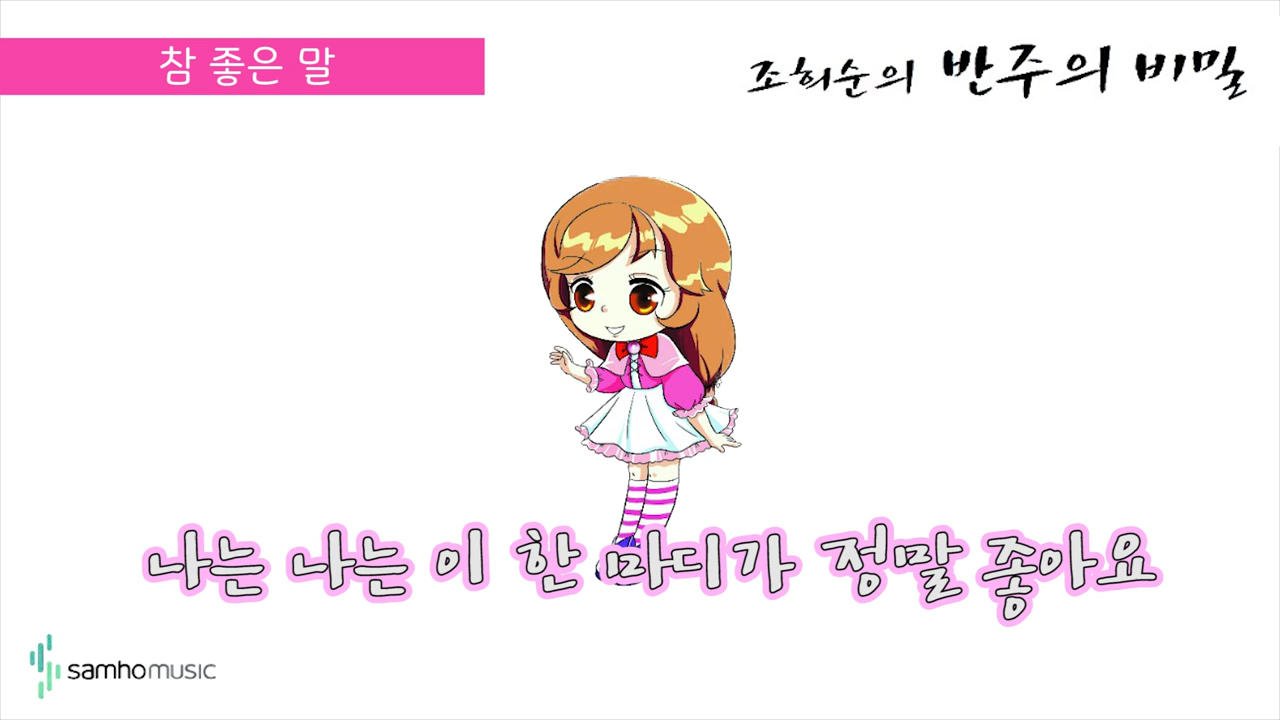 참 좋은 말
조희순의 반주의 비밀
나는 나는 이 한 마디가 정말 좋아요
samhomusic